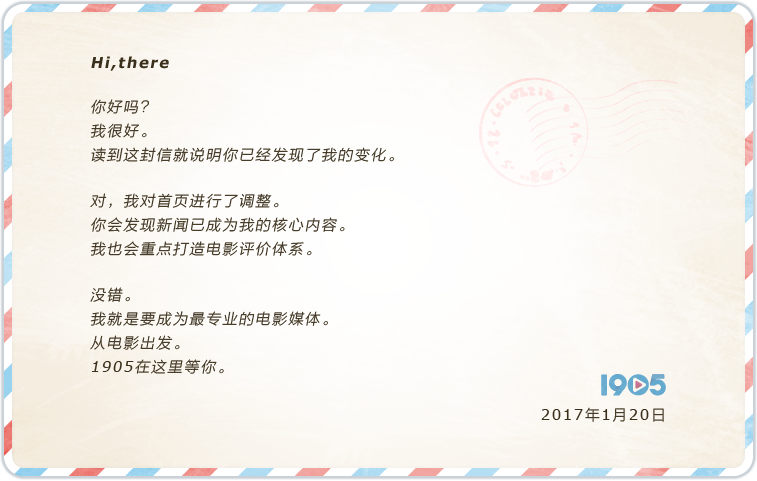 Hi,there
你好吗?
我很好。
读到这封信就说明你已经发现了我的变化。
对，我对首页进行了调整。
你会发现新闻已成为我的核心内容。
我也会重点打造电影评价体系。
没错。
我就是要成为最专业的电影媒体。
从电影出发。
1905在这里等你。
1905
2017年1月20日